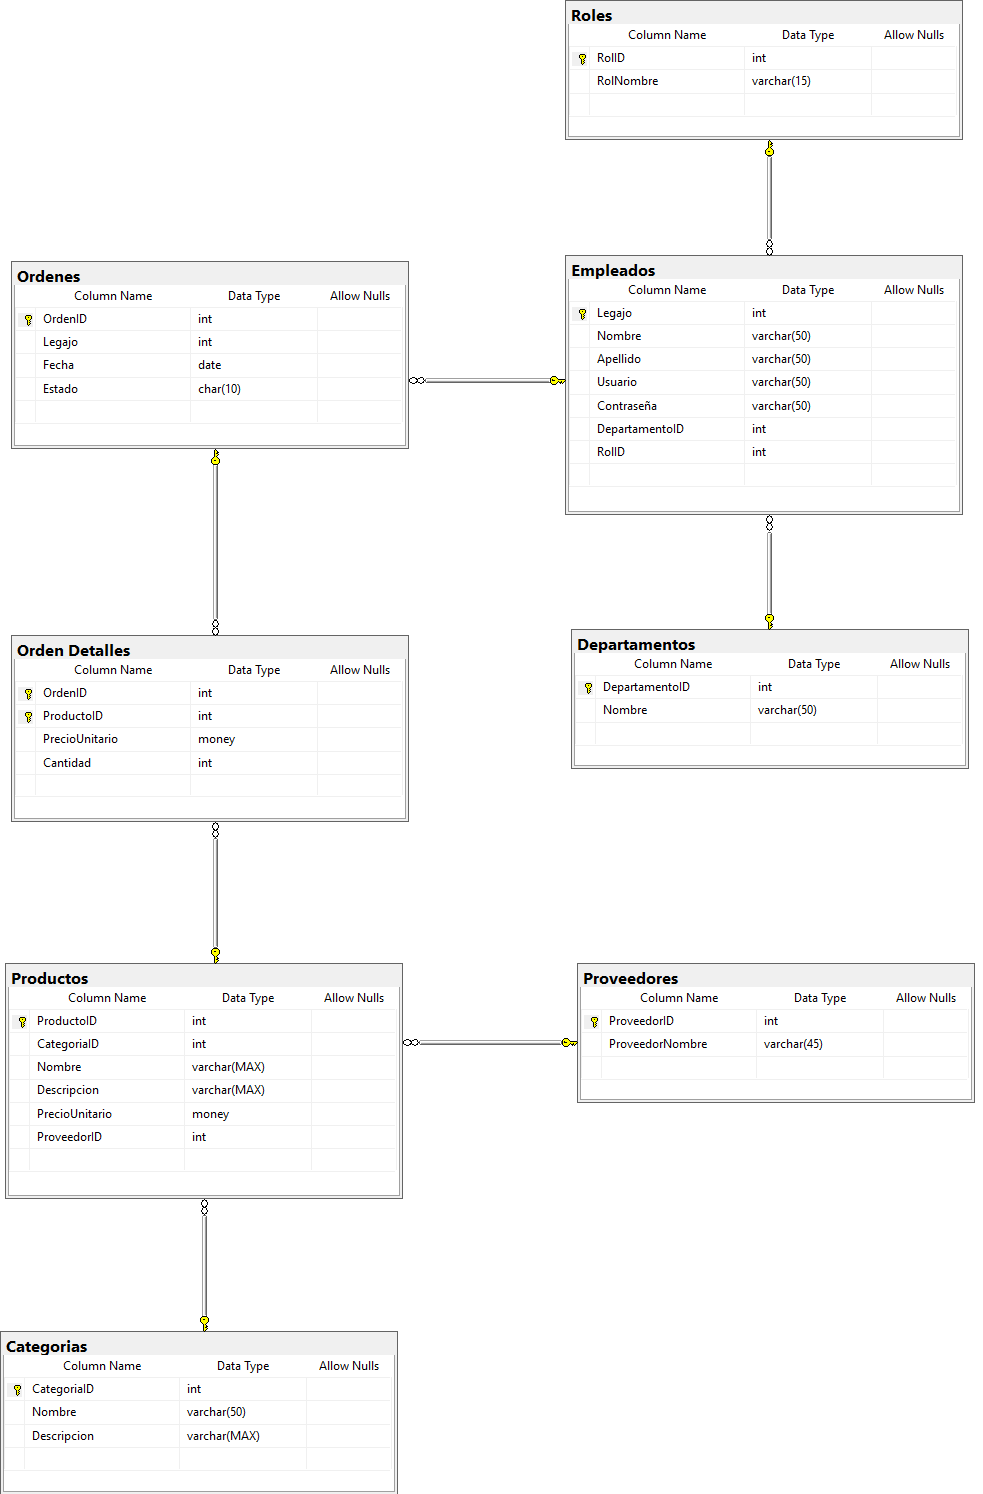 Roles
Column Name Data Type Allow Nulls
RolID int
RolNombre varchar(15)
Ordenes
Column Name Data Type Allow Nulls
OrdenID int
Legajo int
Fecha date
Estado char(10)
Empleados
Column Name Data Type Allow Nulls
Legajo int
Nombre varchar(50)
Apellido varchar(50)
Usuario varchar(50)
Contraseña varchar(50)
DepartamentoID int
RolID int
Orden Detalles
Column Name Data Type Allow Nulls
OrdenID int
ProductoID int
PrecioUnitario money
Cantidad int
Departamentos
Column Name Data Type Allow Nulls
DepartamentoID int
Nombre varchar(50)
Productos
Column Name Data Type Allow Nulls
ProductoID int
CategoriaID int
Nombre varchar(MAX)
Descripcion varchar(MAX)
PrecioUnitario money
ProveedorID int
Proveedores
Column Name Data Type Allow Nulls
ProveedorID int
ProveedorNombre varchar(45)
Categorias
Column Name Data Type Allow Nulls
CategoriaID int
Nombre varchar(50)
Descripcion varchar(MAX)